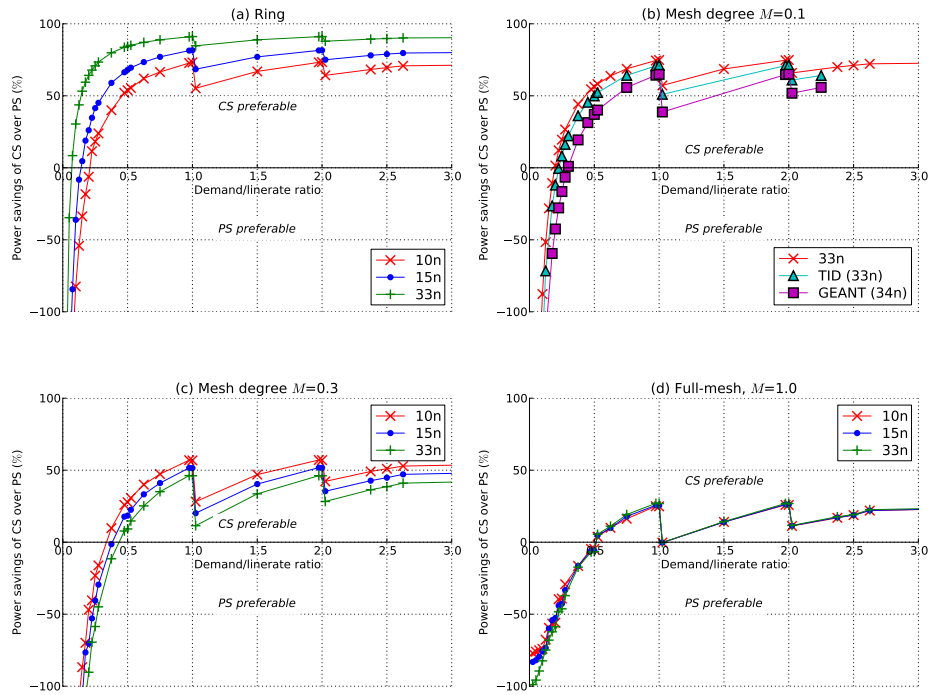 (a) Ring
Power savings of CS over PS (%)
100
50
0
−50
−100
0.0 0.5 1.0 1.5 2.0 2.5 3.0
Demand/linerate ratio
CS preferable
PS preferable
10n
15n
33n
(b) Mesh degree M=0.1
Power savings of CS over PS (%)
100
50
0
−50
−100
0.0 0.5 1.0 1.5 2.0 2.5 3.0
Demand/linerate ratio
CS preferable
PS preferable
33n
TID (33n)
GEANT (34n)
(c) Mesh degree M=0.3
Power savings of CS over PS (%)
100
50
0
−50
−100
0.0 0.5 1.0 1.5 2.0 2.5 3.0
Demand/linerate ratio
CS preferable
PS preferable
10n
15n
33n
(d) Full-mesh, M=1.0
Power savings of CS over PS (%)
100
50
0
−50
−100
0.0 0.5 1.0 1.5 2.0 2.5 3.0
Demand/linerate ratio
CS preferable
PS preferable
10n
15n
33n